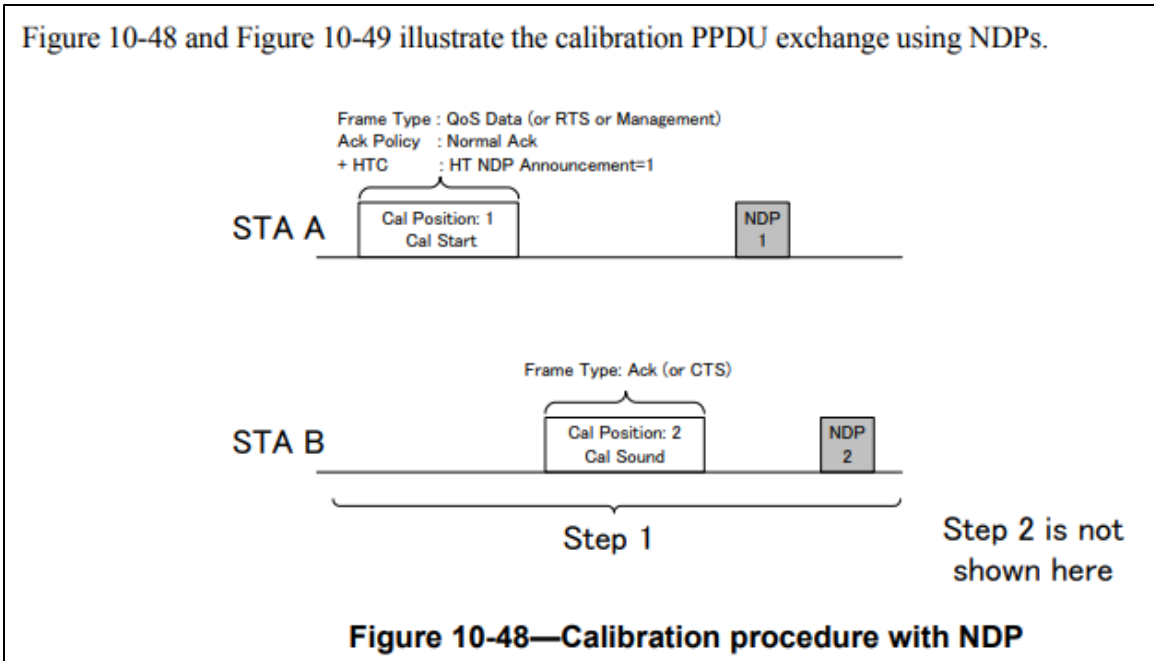 Figure 10-48 and Figure 10-49 illustrate the calibration PPDU exchange using NDPs.
Frame Type : QoS Data (or RTS or Management)
Ack Policy : Normal Ack
+ HTC : HT NDP Announcement=1
STA A
Cal Position: 1
Cal Start
NDP
1
Frame Type: Ack (or CTS)
STA B
Cal Position: 2
Cal Sound
NDP
2
Step 1
Step 2 is not
shown here
Figure 10-48—Calibration procedure with NDP